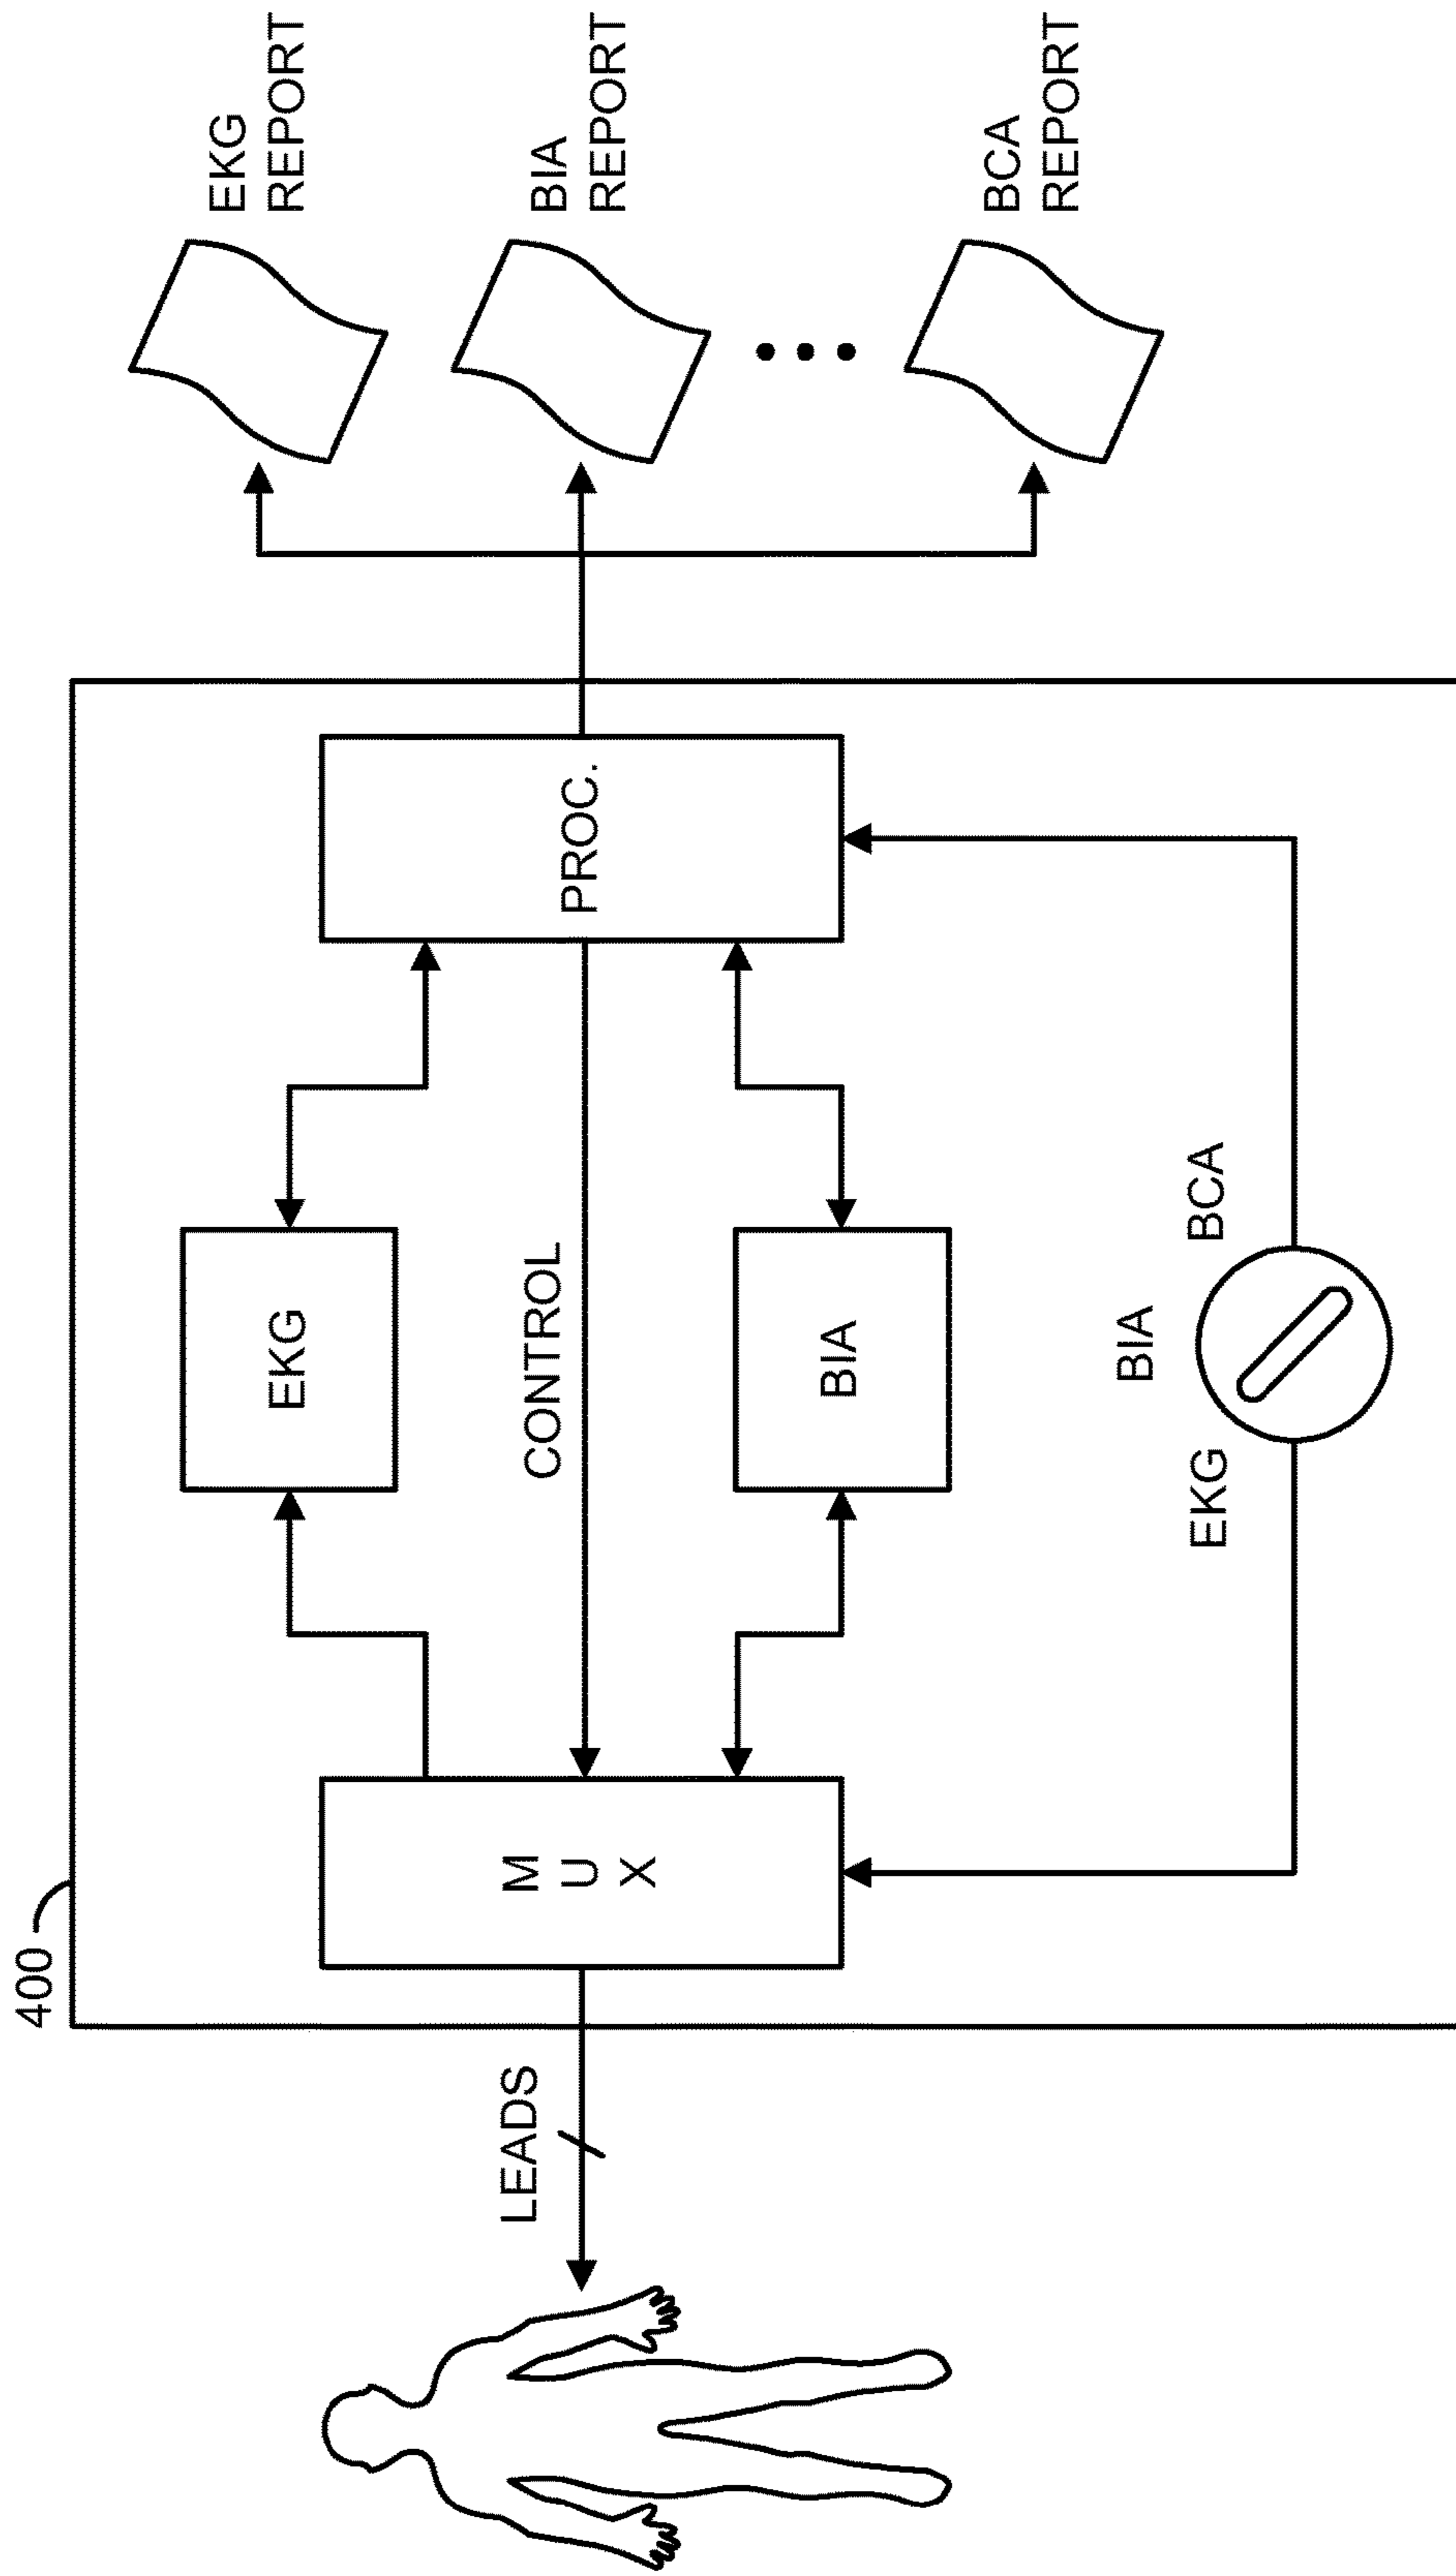 400
LEADS
M
U
X
EKG
CONTROL
BIA
PROC.
EKG
BIA
BCA
EKG
REPORT
BIA
REPORT
BCA
REPORT